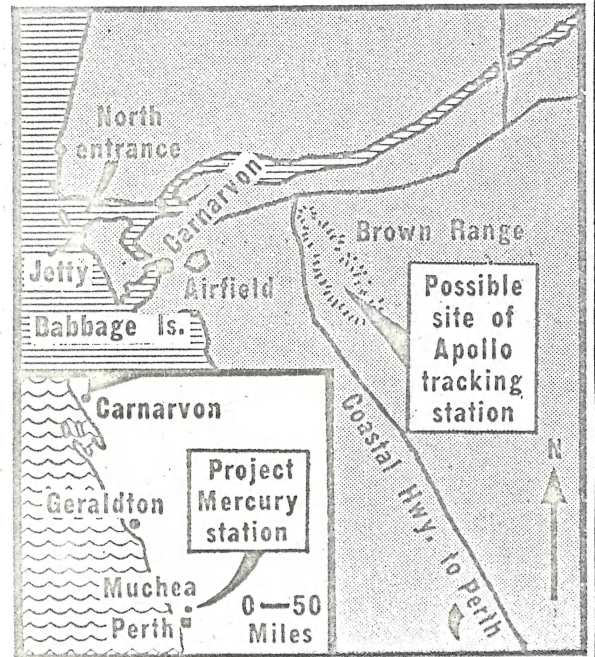 North
entrance
Carnarvon
Jetty
Airfield
Babbage Is.
Brown Range
Possible
site of
Apollo
tracking
station
Coastal Hwy. to Perth
N
Carnarvon
Geraldton
Project
Mercury
station
Muchea
Perth
0—50
Miles